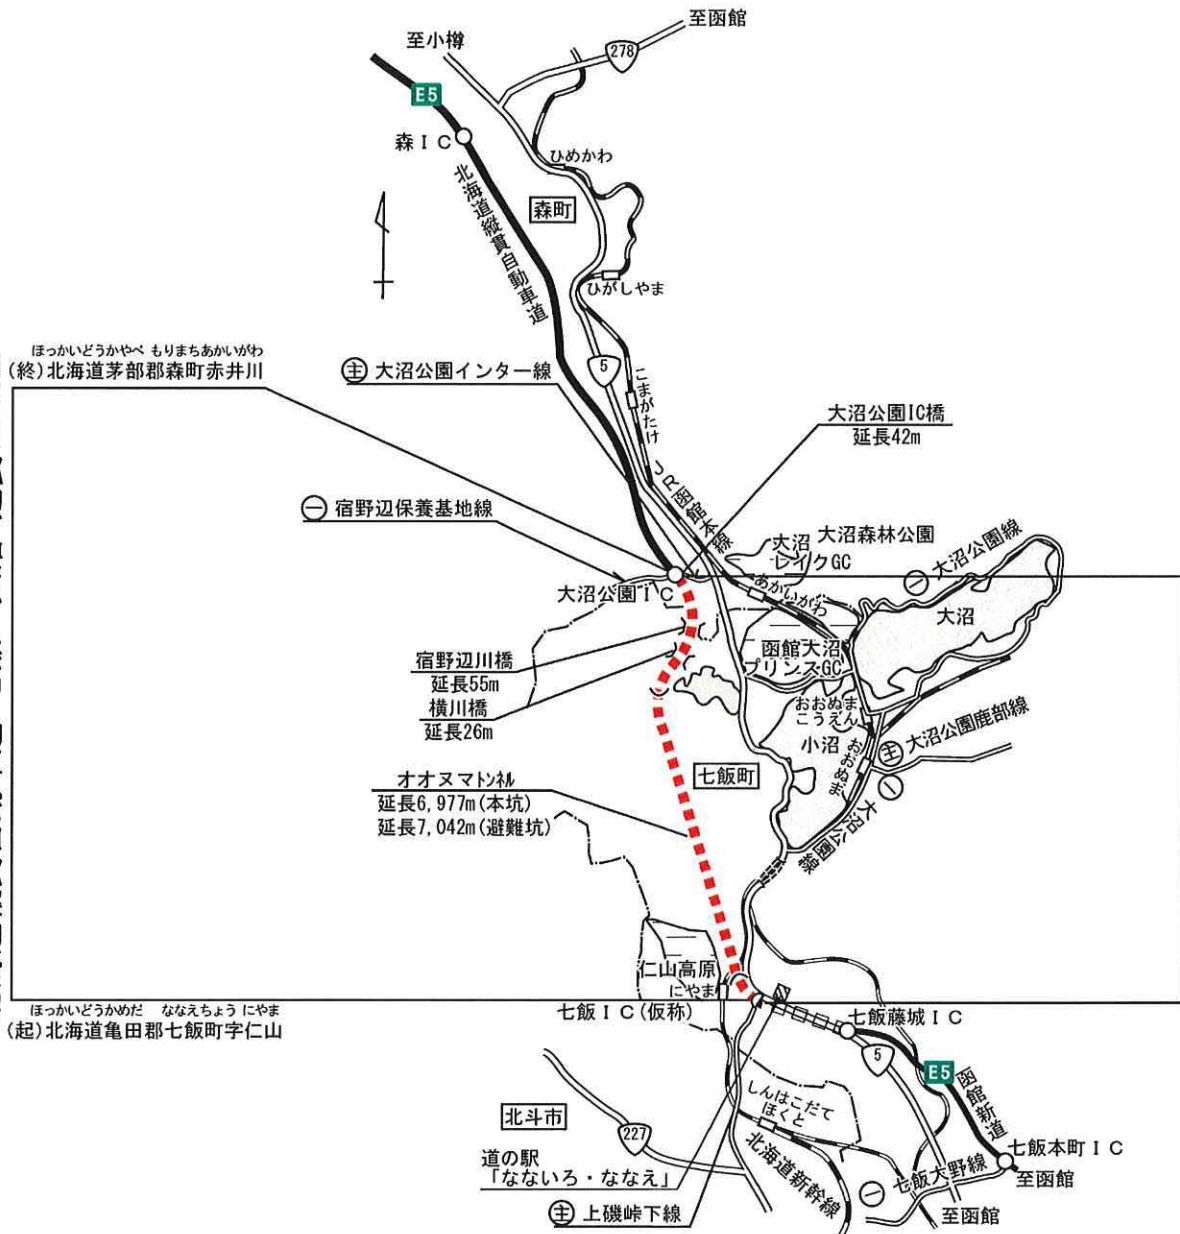 至函館
至小樽
278
E5
森ＩＣ
ひめかわ
北海道縦貫自動車道
森町
ひがしやま
ほっかいどうかやべ もりまちあかいがわ
(終)北海道茅部郡森町赤井川
主 大沼公園インター線
5
こまがたけ
大沼公園IC橋
延長42m
JR函館本線
一 宿野辺保養基地線
大沼 大沼森林公園
レイクGC
一 大沼公園線
あかいがわ
大沼公園ＩＣ
大沼
宿野辺川橋
延長55m
函館大沼
プリンスGC
横川橋
延長26m
おおぬま
こうえん
小沼
おおぬま
主 大沼公園鹿部線
七飯町
オオヌマトンネル
延長6,977m(本坑)
延長7,042m(避難坑)
一 大沼公園線
仁山高原
にやま
ほっかいどうかめだ ななえちょう にやま
(起)北海道亀田郡七飯町字仁山
七飯ＩＣ(仮称)
七飯藤城ＩＣ
5
E5
函館新道
しんはこだて
ほくと
北斗市
227
北海道新幹線
七飯本町ＩＣ
至函館
道の駅
「なないろ・ななえ」
一 七飯大野線
主 上磯峠下線
至函館